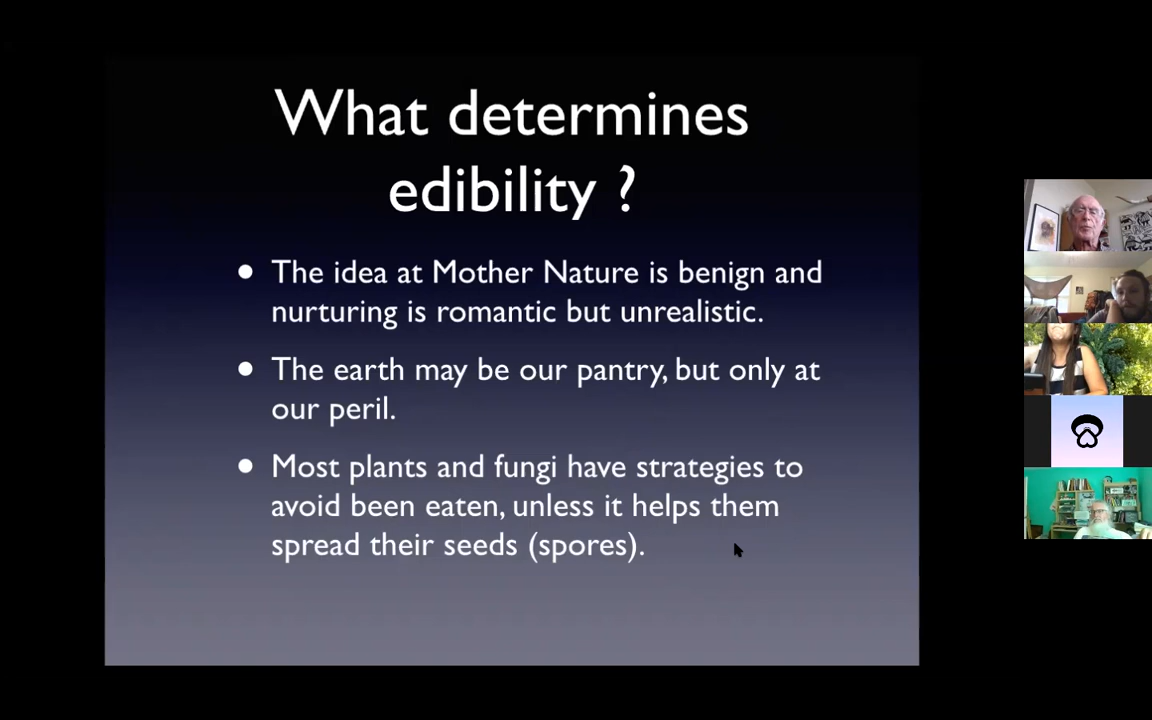 What determines
edibility ?
• The idea at Mother Nature is benign and
nurturing is romantic but unrealistic.
• The earth may be our pantry, but only at
our peril.
• Most plants and fungi have strategies to
avoid been eaten, unless it helps them
spread their seeds (spores).